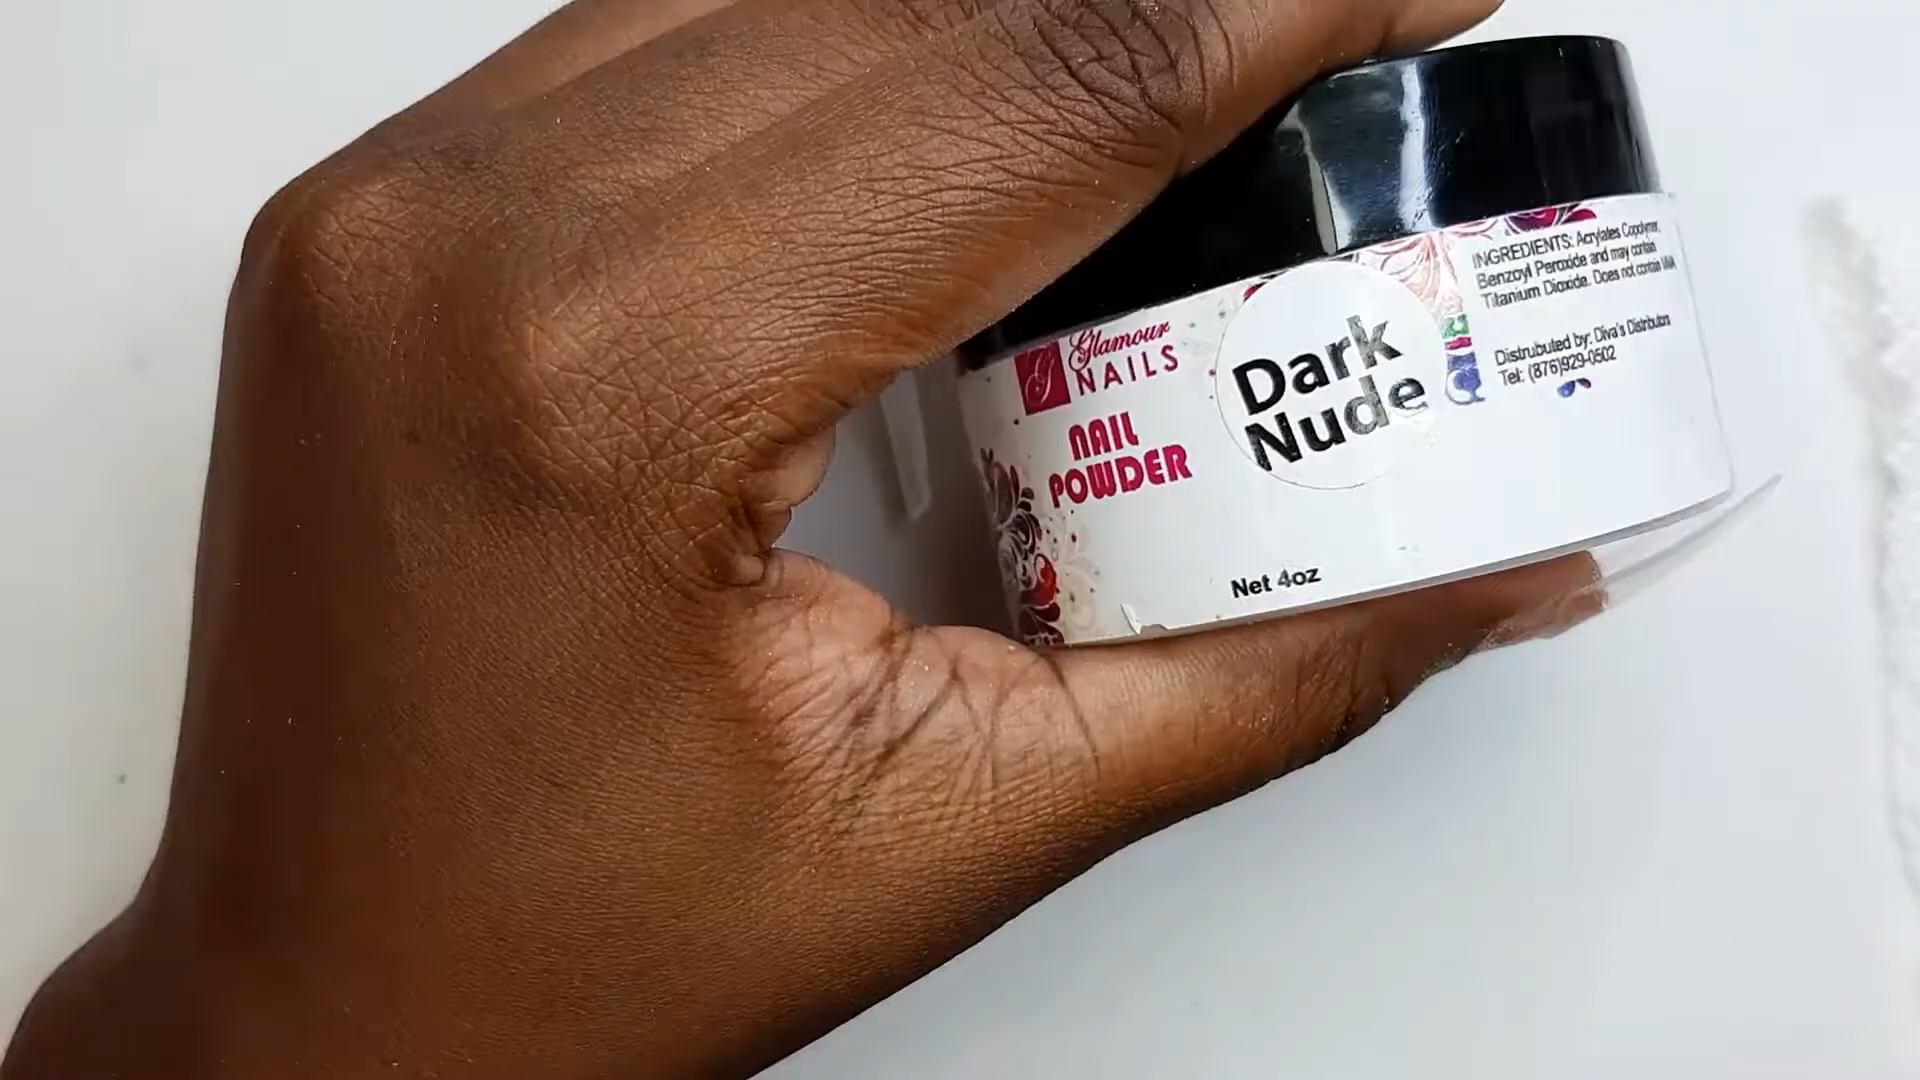 Glamour
NAILS
NAIL
POWDER
Dark
Nude
Net 4oz
INGREDIENTS: Acrylates Copolymer,
Benzoyl Peroxide and may contain
Titanium Dioxide. Does not contain MMA
Distrubuted by: Diva's Distributors
Tel: (876)929-0502